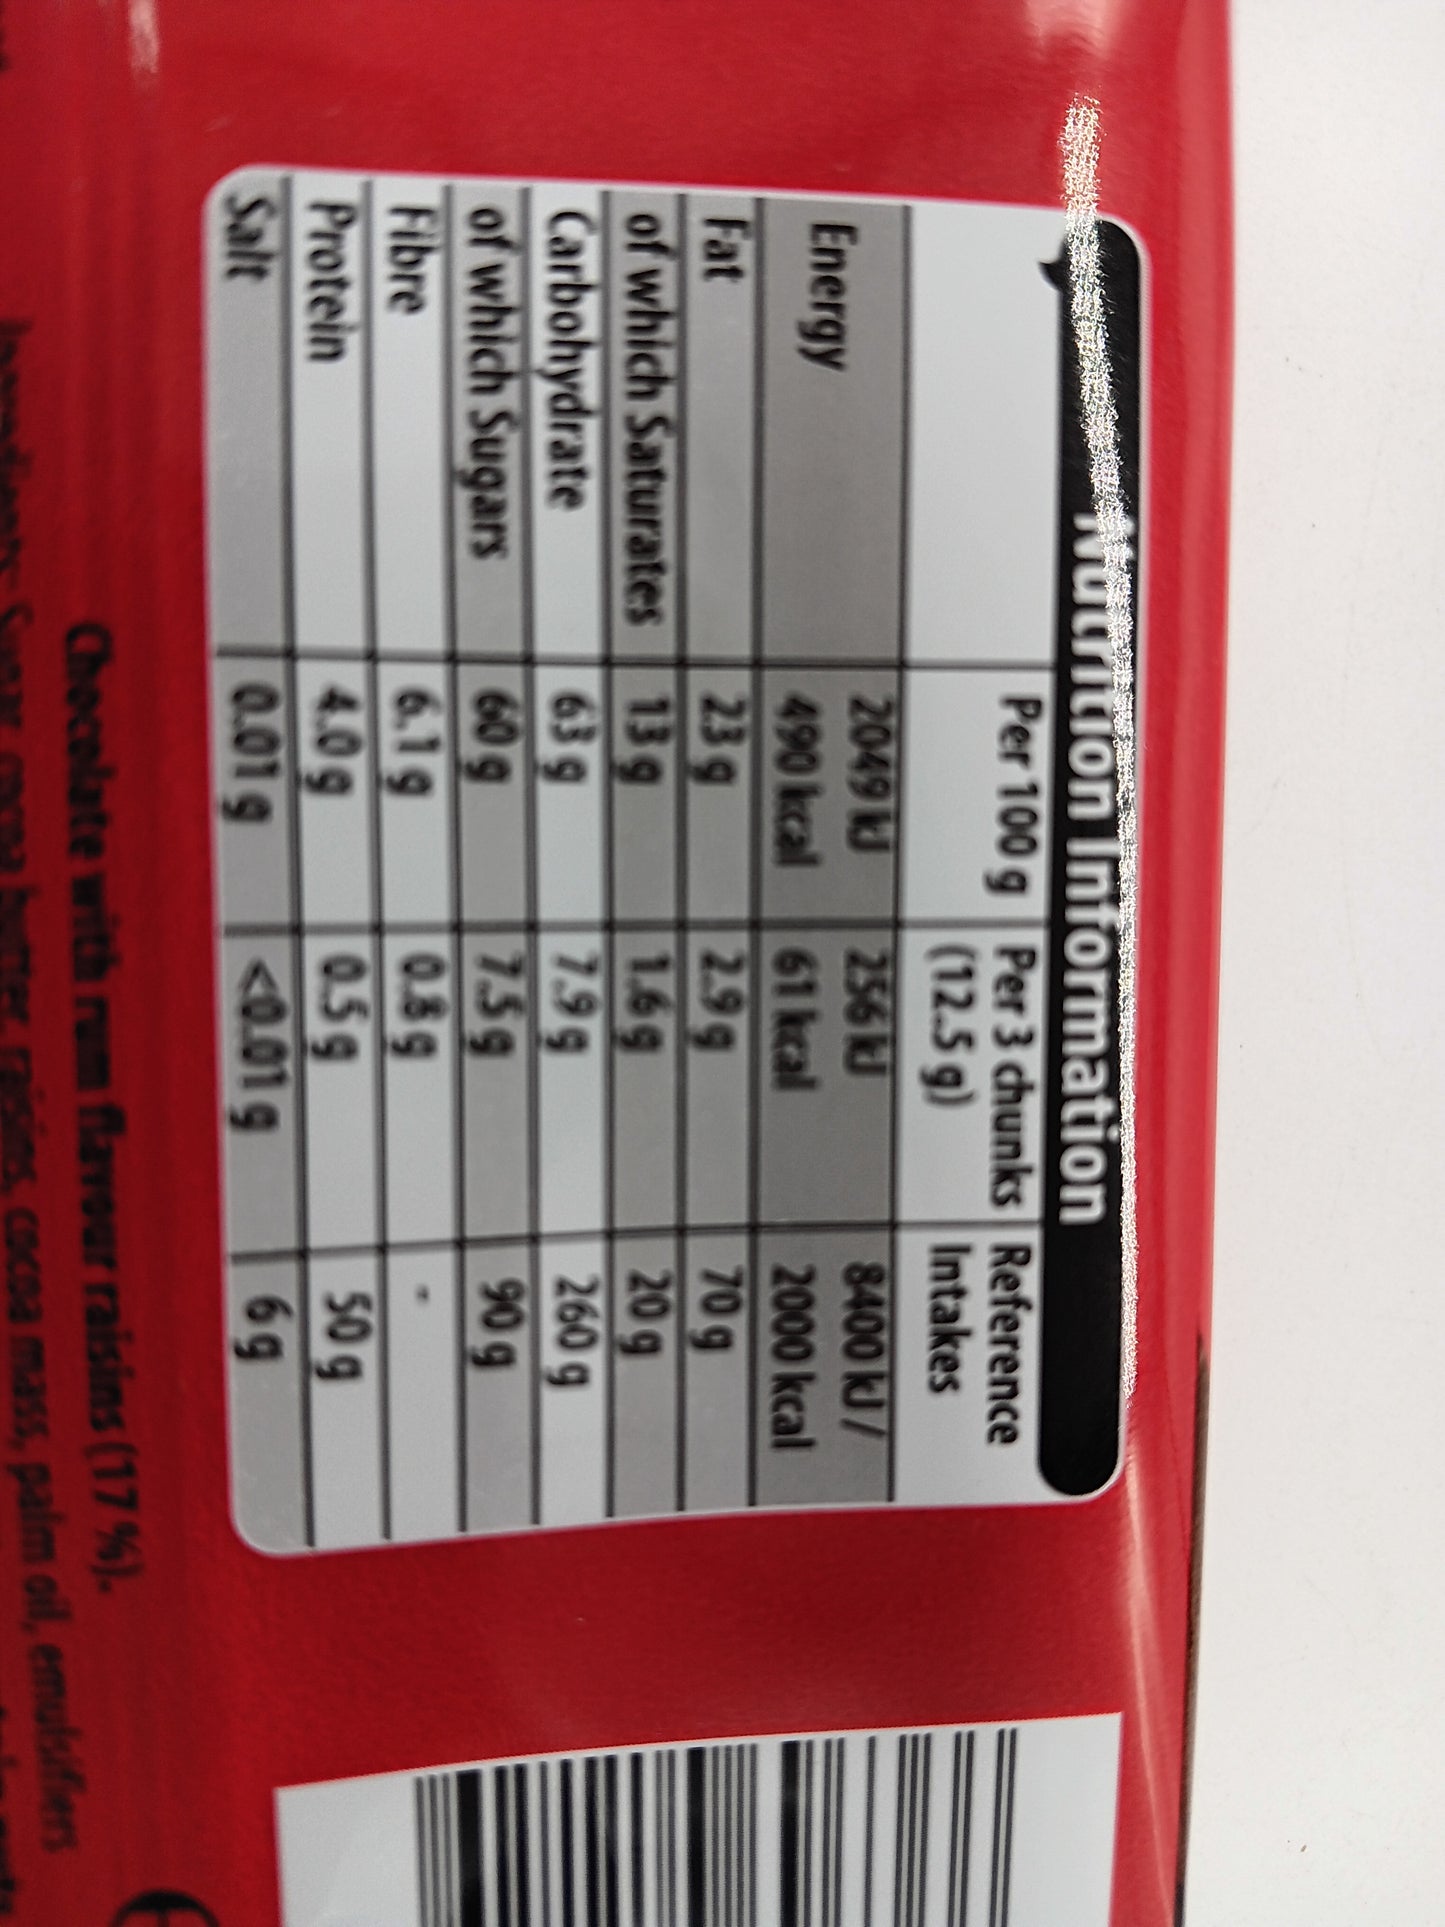 Nutrition Information
Per 100 g Per 3 chunks Reference
(12.5 g) Intakes
Energy 2049 kJ 256 kJ 8400 kJ /
490 kcal 61 kcal 2000 kcal
Fat 23 g 2.9 g 70 g
of which Saturates 13 g 1.6 g 20 g
Carbohydrate 63 g 7.9 g 260 g
of which Sugars 60 g 7.5 g 90 g
Fibre 6.1 g 0.8 g -
Protein 4.0 g 0.5 g 50 g
Salt 0.01 g <0.01 g 6 g
Chocolate with rum flavour raisins (17 %).
Ingredients: Sugar, cocoa butter, raisins, cocoa mass, palm oil, emulsifiers